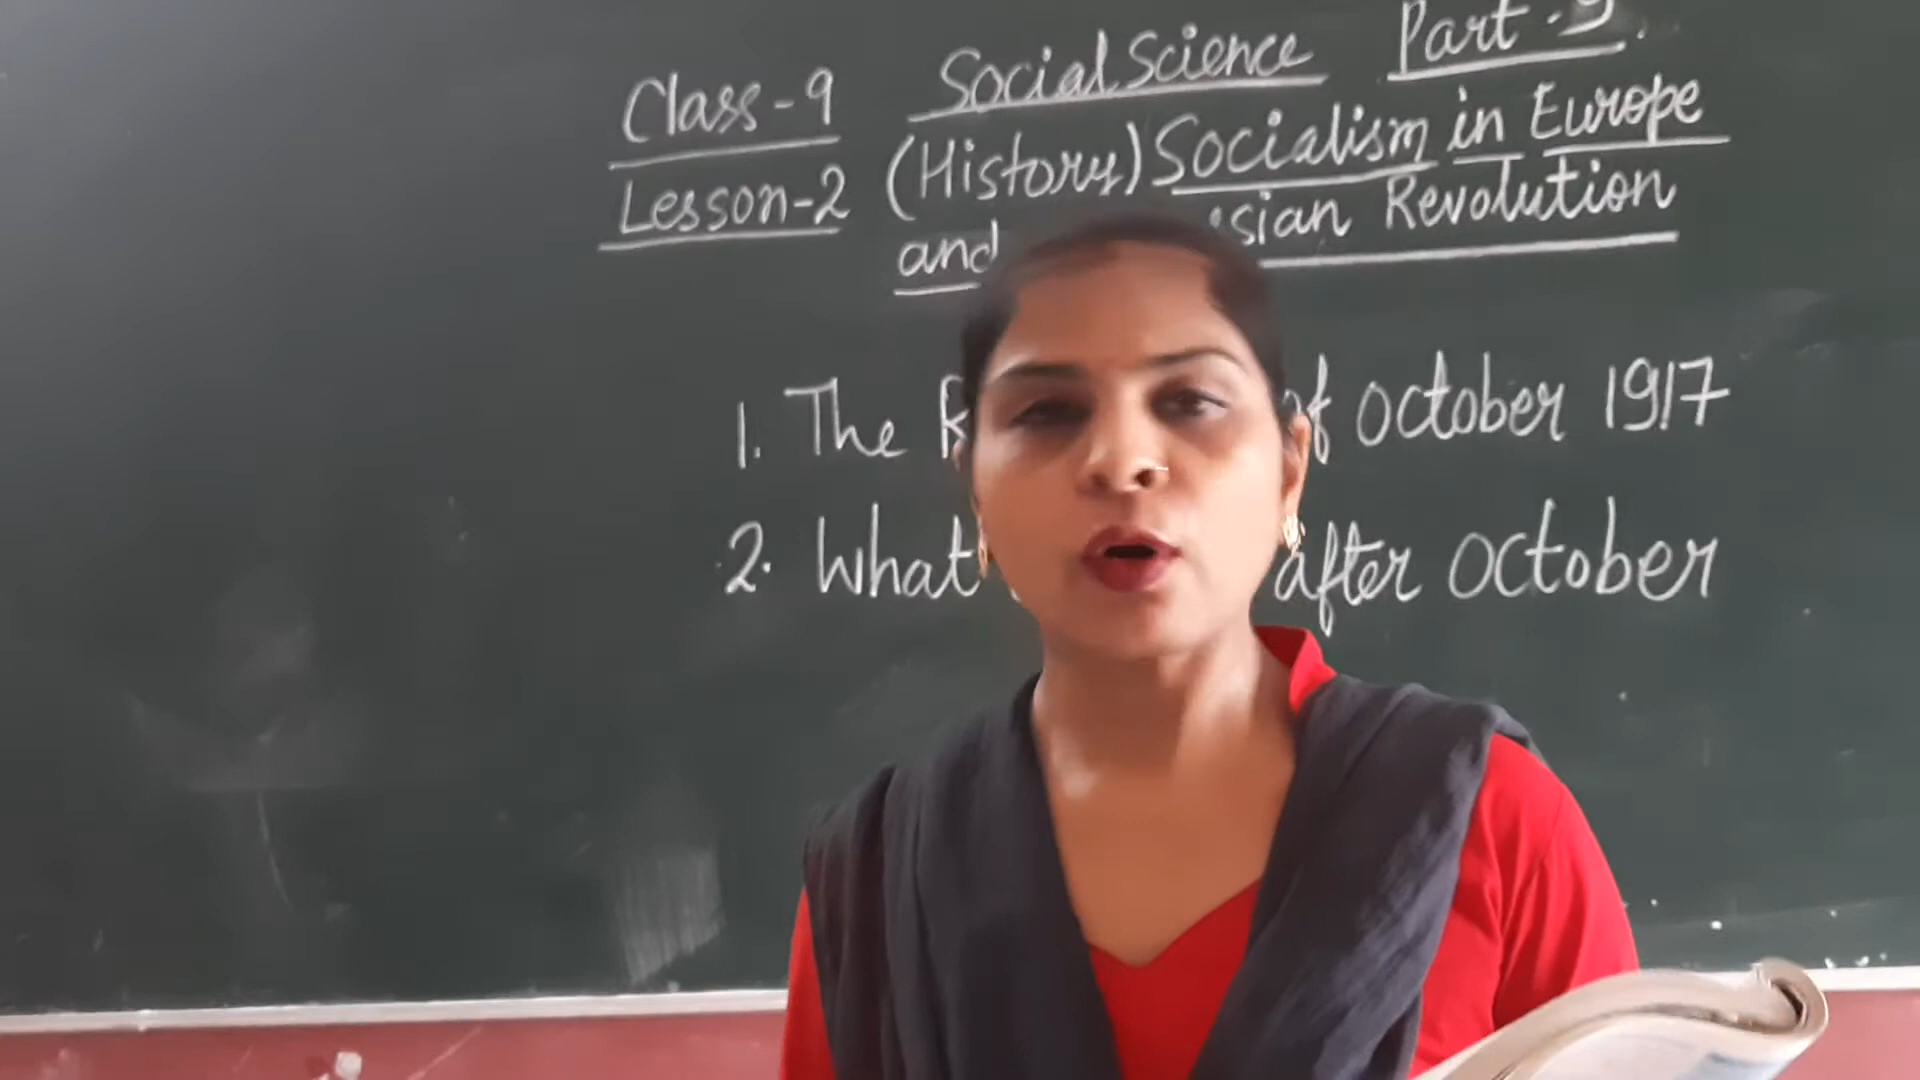 Class-9 Social Science Part-
Lesson-2 (History) Socialism in Europe
and Revolution
1. The of October 1917
2. What after October